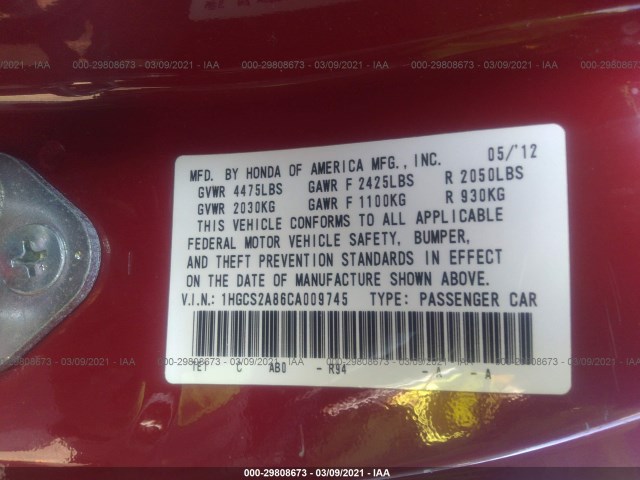 000-29808673 | 03/09/2021 | IAA
000-29808673 | 03/09/2021 | IAA
000-29808673 | 03/09/2021 | IAA
MFD. BY HONDA OF AMERICA MFG., INC. 05/'12
GVWR 4475LBS GAWR F 2425LBS R 2050LBS
GVWR 2030KG GAWR F 1100KG R 930KG
THIS VEHICLE CONFORMS TO ALL APPLICABLE
FEDERAL MOTOR VEHICLE SAFETY, BUMPER,
AND THEFT PREVENTION STANDARDS IN EFFECT
ON THE DATE OF MANUFACTURE SHOWN ABOVE.
V.I.N.: 1HGCS2A86CA009745 TYPE: PASSENGER CAR
000-29808673 | 03/09/2021 | IAA
000-29808673 | 03/09/2021 | IAA
000-29808673 | 03/09/2021
TE1 C AB0 - R94 - A - A
000-29808673 | 03/09/2021 | IAA